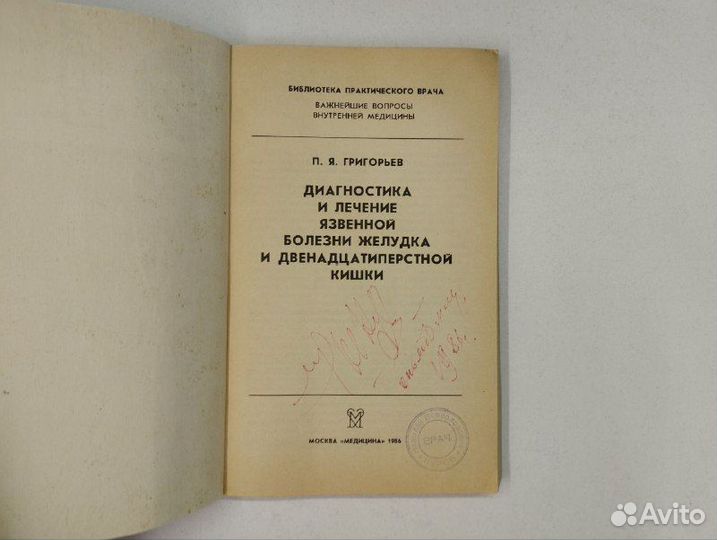 БИБЛИОТЕКА ПРАКТИЧЕСКОГО ВРАЧА
ВАЖНЕЙШИЕ ВОПРОСЫ
ВНУТРЕННЕЙ МЕДИЦИНЫ
П. Я. ГРИГОРЬЕВ
ДИАГНОСТИКА
И ЛЕЧЕНИЕ
ЯЗВЕННОЙ
БОЛЕЗНИ ЖЕЛУДКА
И ДВЕНАДЦАТИПЕРСТНОЙ
КИШКИ
МОСКВА «МЕДИЦИНА» 1986
ВРАЧ
Avito